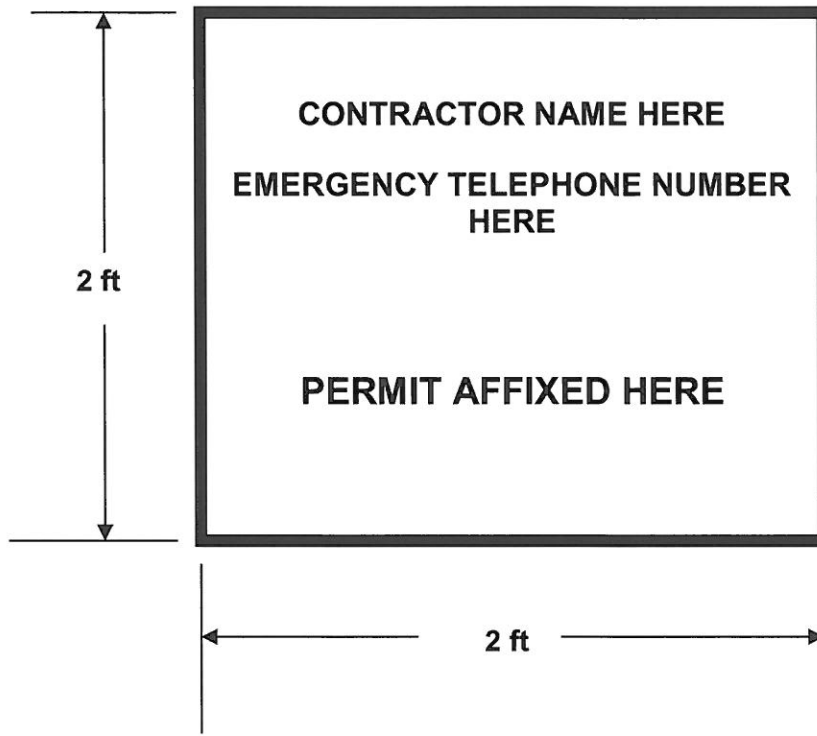 CONTRACTOR NAME HERE
EMERGENCY TELEPHONE NUMBER
HERE
2 ft
PERMIT AFFIXED HERE
2 ft